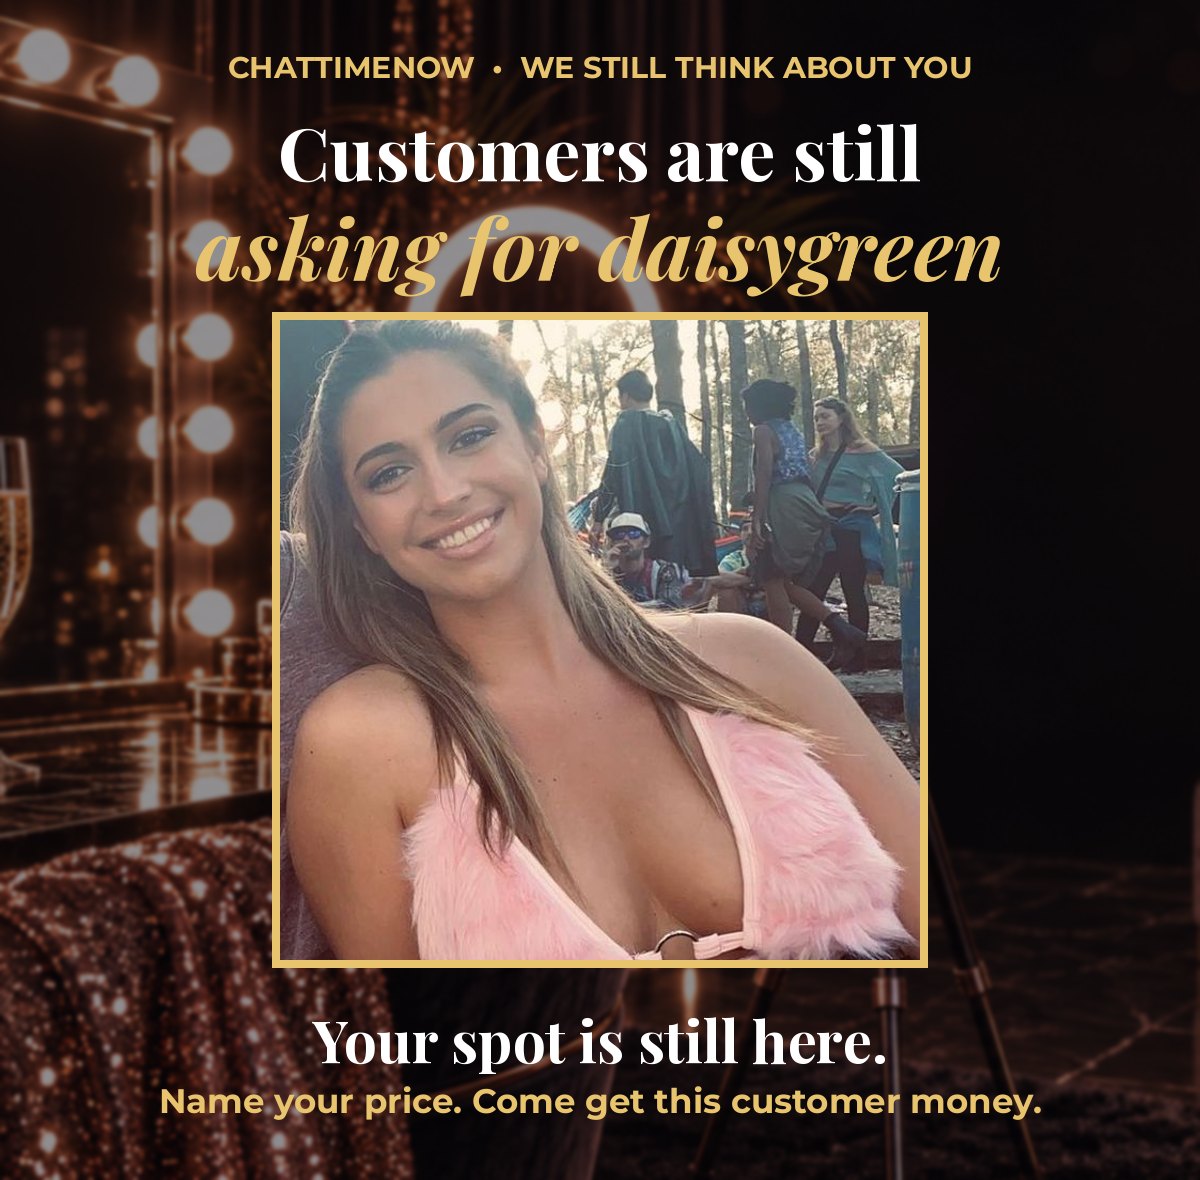 CHATTIMENOW • WE STILL THINK ABOUT YOU
Customers are still
asking for daisygreen
Your spot is still here.
Name your price. Come get this customer money.